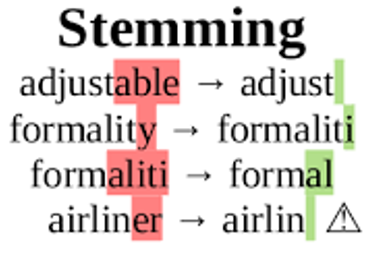 Stemming
adjustable → adjust
formality → formaliti
formaliti → formal
airliner → airlin ⚠